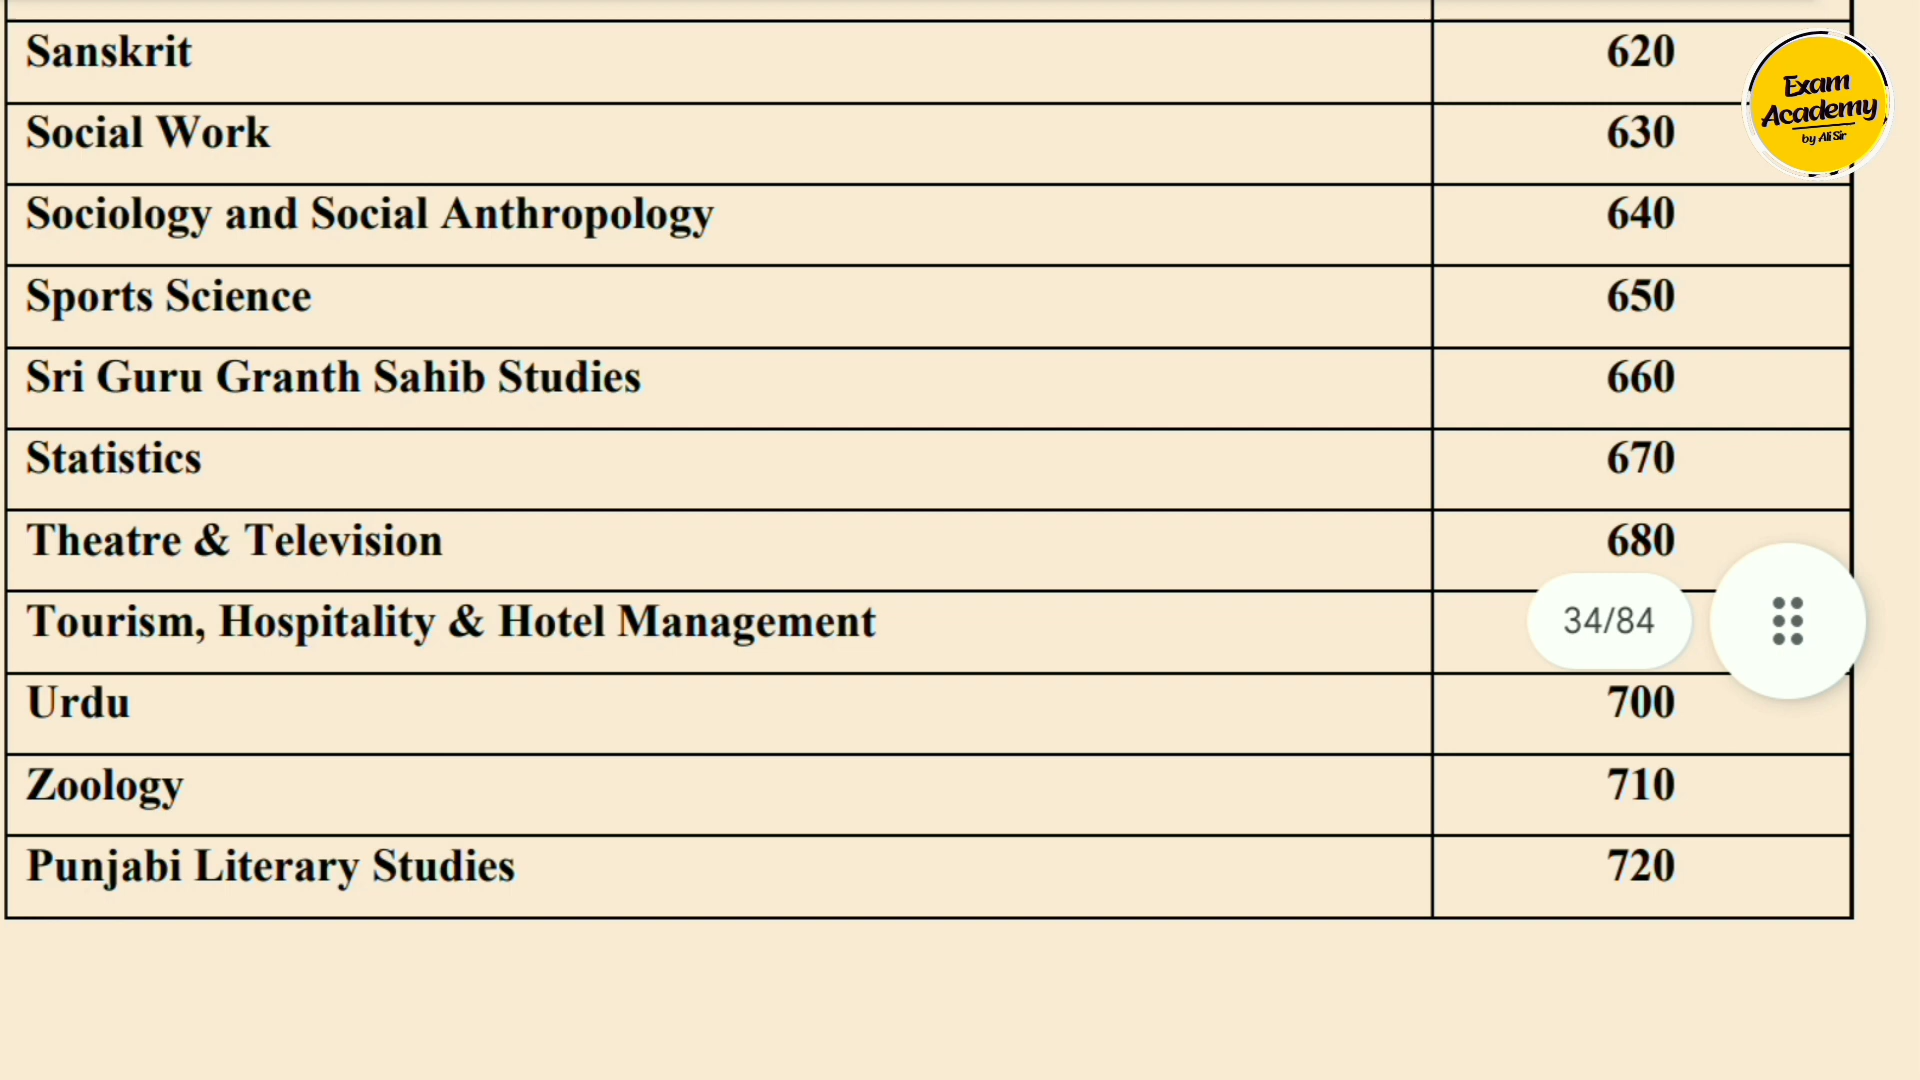 Sanskrit 620
Social Work 630
Sociology and Social Anthropology 640
Sports Science 650
Sri Guru Granth Sahib Studies 660
Statistics 670
Theatre & Television 680
Tourism, Hospitality & Hotel Management
Urdu 700
Zoology 710
Punjabi Literary Studies 720
Exam
Academy
by Ali Sir
34/84